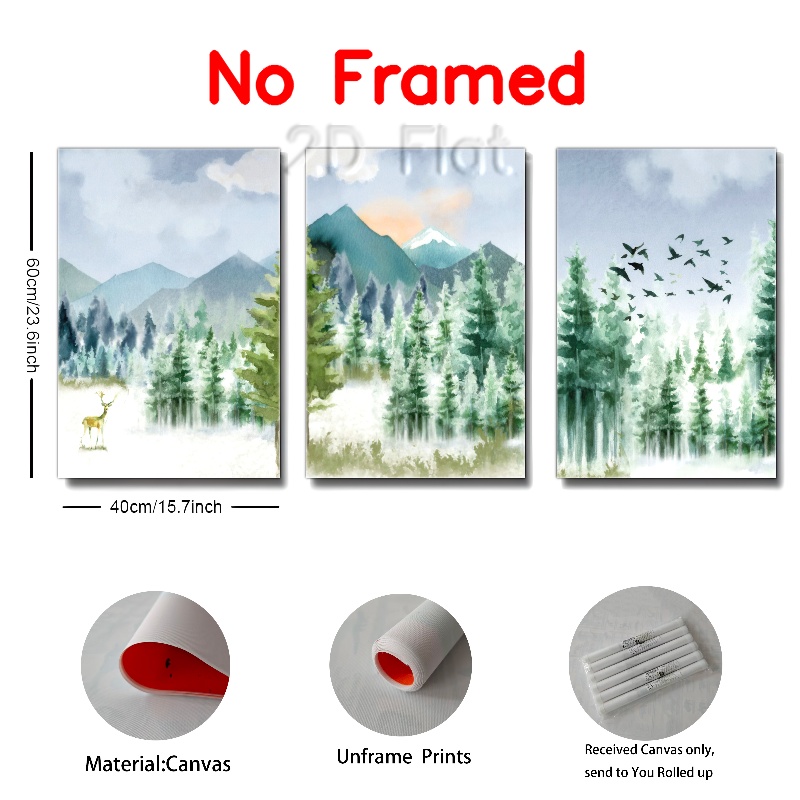 No Framed
2D Flat.
60cm/23.6inch
40cm/15.7inch
Material:Canvas
Unframe Prints
Received Canvas only,
send to You Rolled up